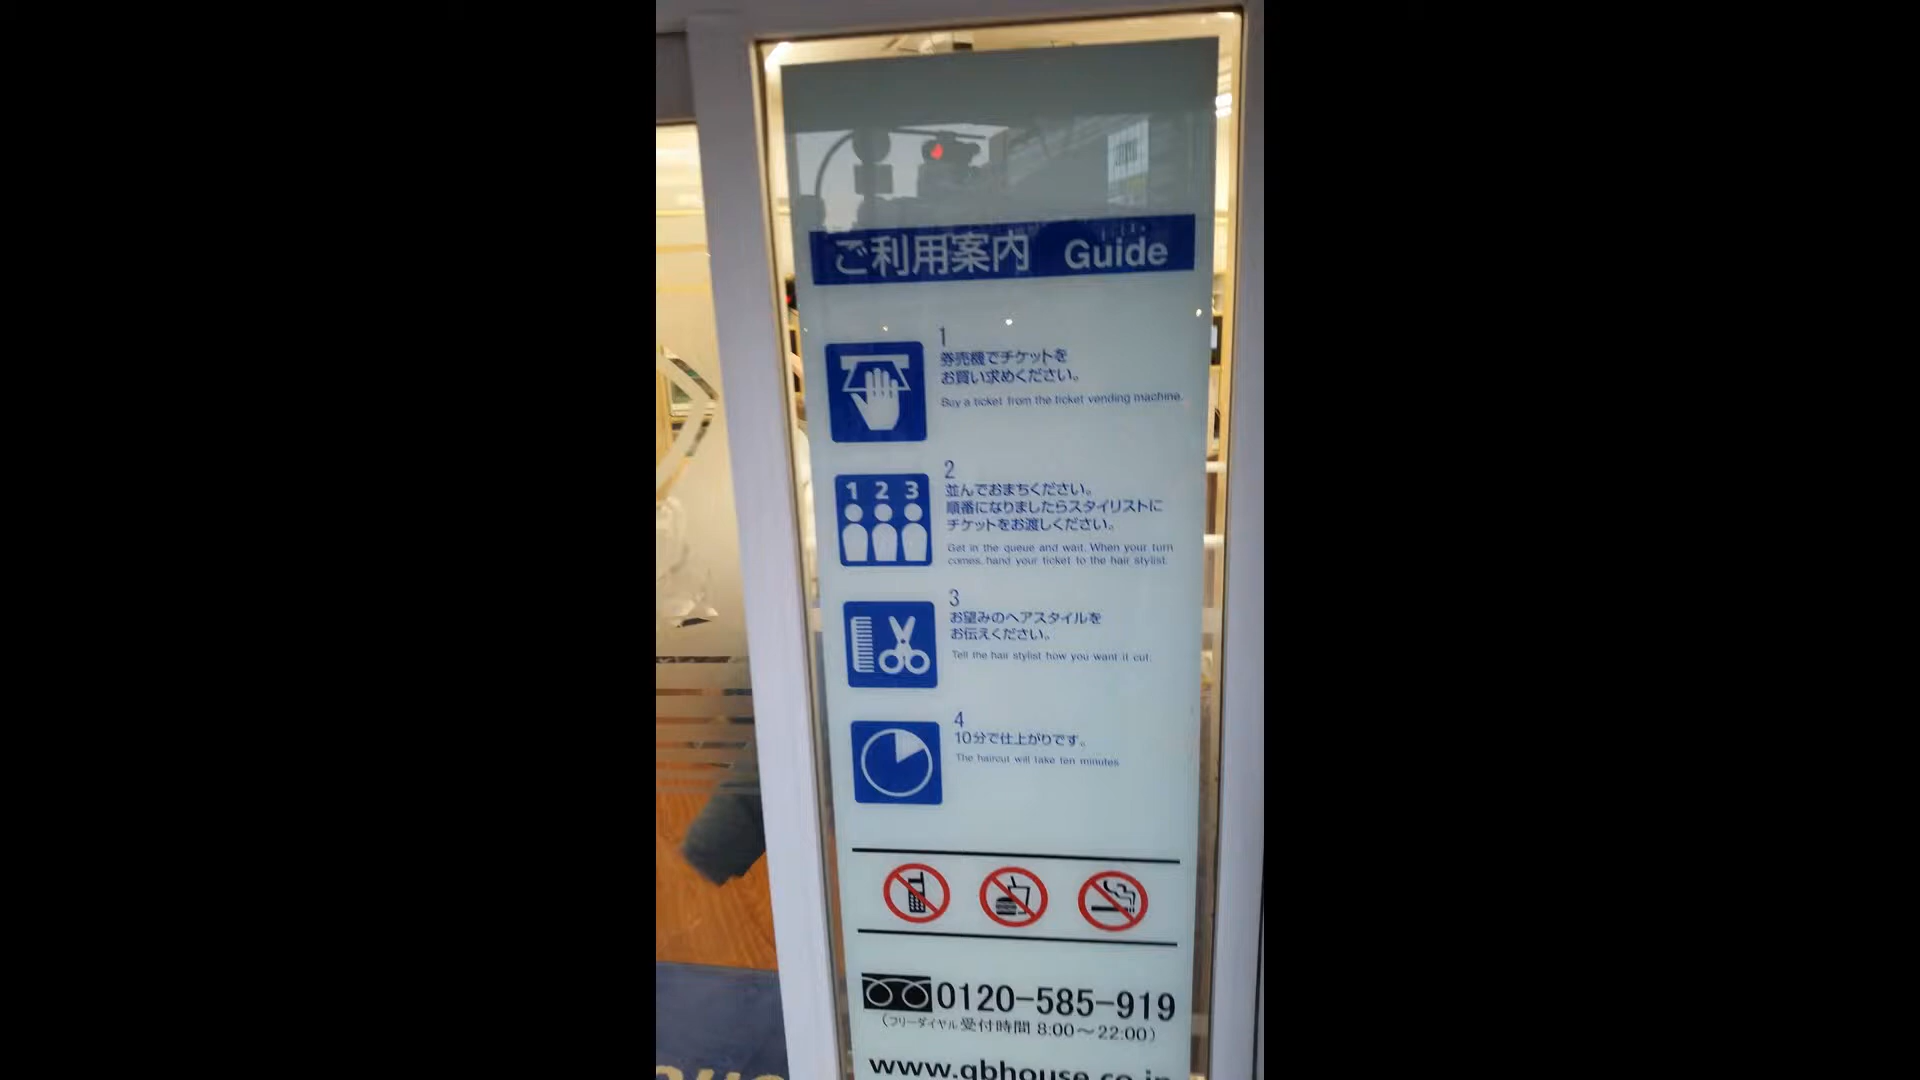 ご利用案内 Guide
1
券売機でチケットを
お買い求めください。
Buy a ticket from the ticket vending machine.
1 2 3
2
並んでおまちください。
順番になりましたらスタイリストに
チケットをお渡しください。
Get in the queue and wait. When your turn
comes, hand your ticket to the hair stylist.
3
お望みのヘアスタイルを
お伝えください。
Tell the hair stylist how you want it cut.
4
10分で仕上がりです。
The haircut will take ten minutes
0120-585-919
(フリーダイヤル受付時間 8:00~22:00)
www.qbhouse.co.jp